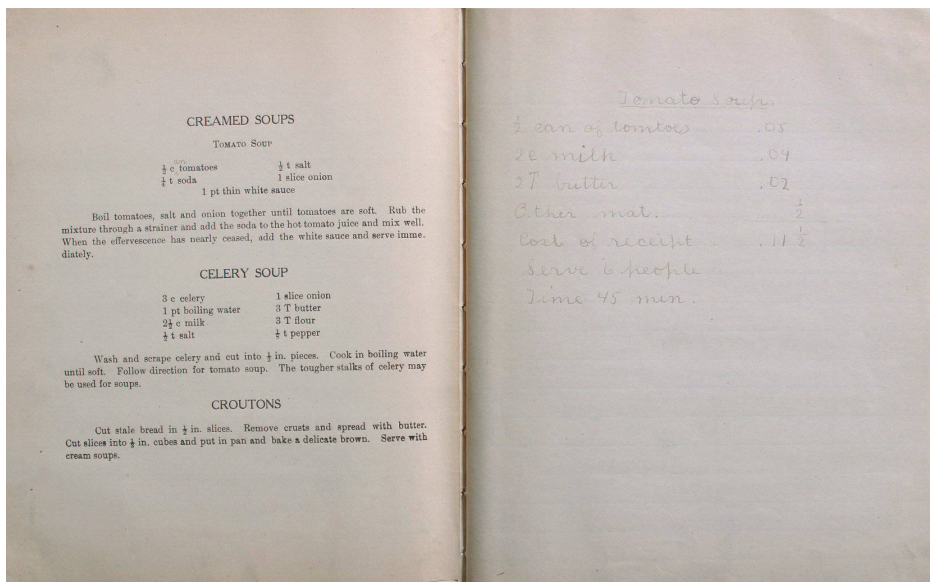 CREAMED SOUPS
TOMATO SOUP
an
½ c tomatoes ½ t salt
t soda 1 slice onion
1 pt thin white sauce
Boil tomatoes, salt and onion together until tomatoes are soft. Rub the
mixture through a strainer and add the soda to the hot tomato juice and mix well.
When the effervescence has nearly ceased, add the white sauce and serve imme.
diately.
CELERY SOUP
3 c celery 1 slice onion
1 pt boiling water 3 T butter
2½ c milk 3 T flour
½ t salt t pepper
Wash and scrape celery and cut into ½ in. pieces. Cook in boiling water
until soft. Follow direction for tomato soup. The tougher stalks of celery may
be used for soups.
CROUTONS
Cut stale bread in ½ in. slices. Remove crusts and spread with butter.
Cut slices into ½ in. cubes and put in pan and bake a delicate brown. Serve with
cream soups.
Tomato Soup.
½ can of tomtoes .05
2c milk .04
2T butter .02
Other mat. ½
Cost of receipt .11½
Serve 6 people
Time 45 min.